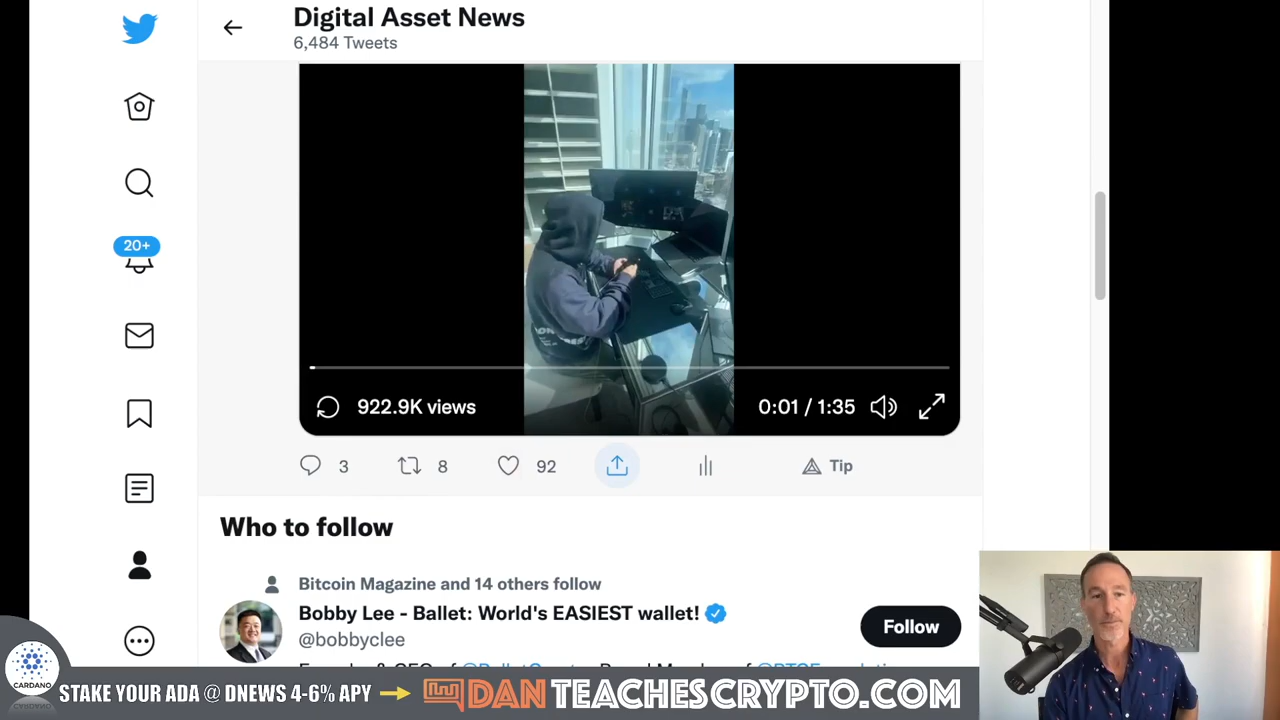 Digital Asset News
6,484 Tweets
20+
922.9K views
0:01 / 1:35
3
8
92
Tip
Who to follow
Bitcoin Magazine and 14 others follow
Bobby Lee - Ballet: World's EASIEST wallet!
@bobbyclee
Follow
CARDANO
STAKE YOUR ADA @ DNEWS 4-6% APY
DANTEACHESCRYPTO.COM